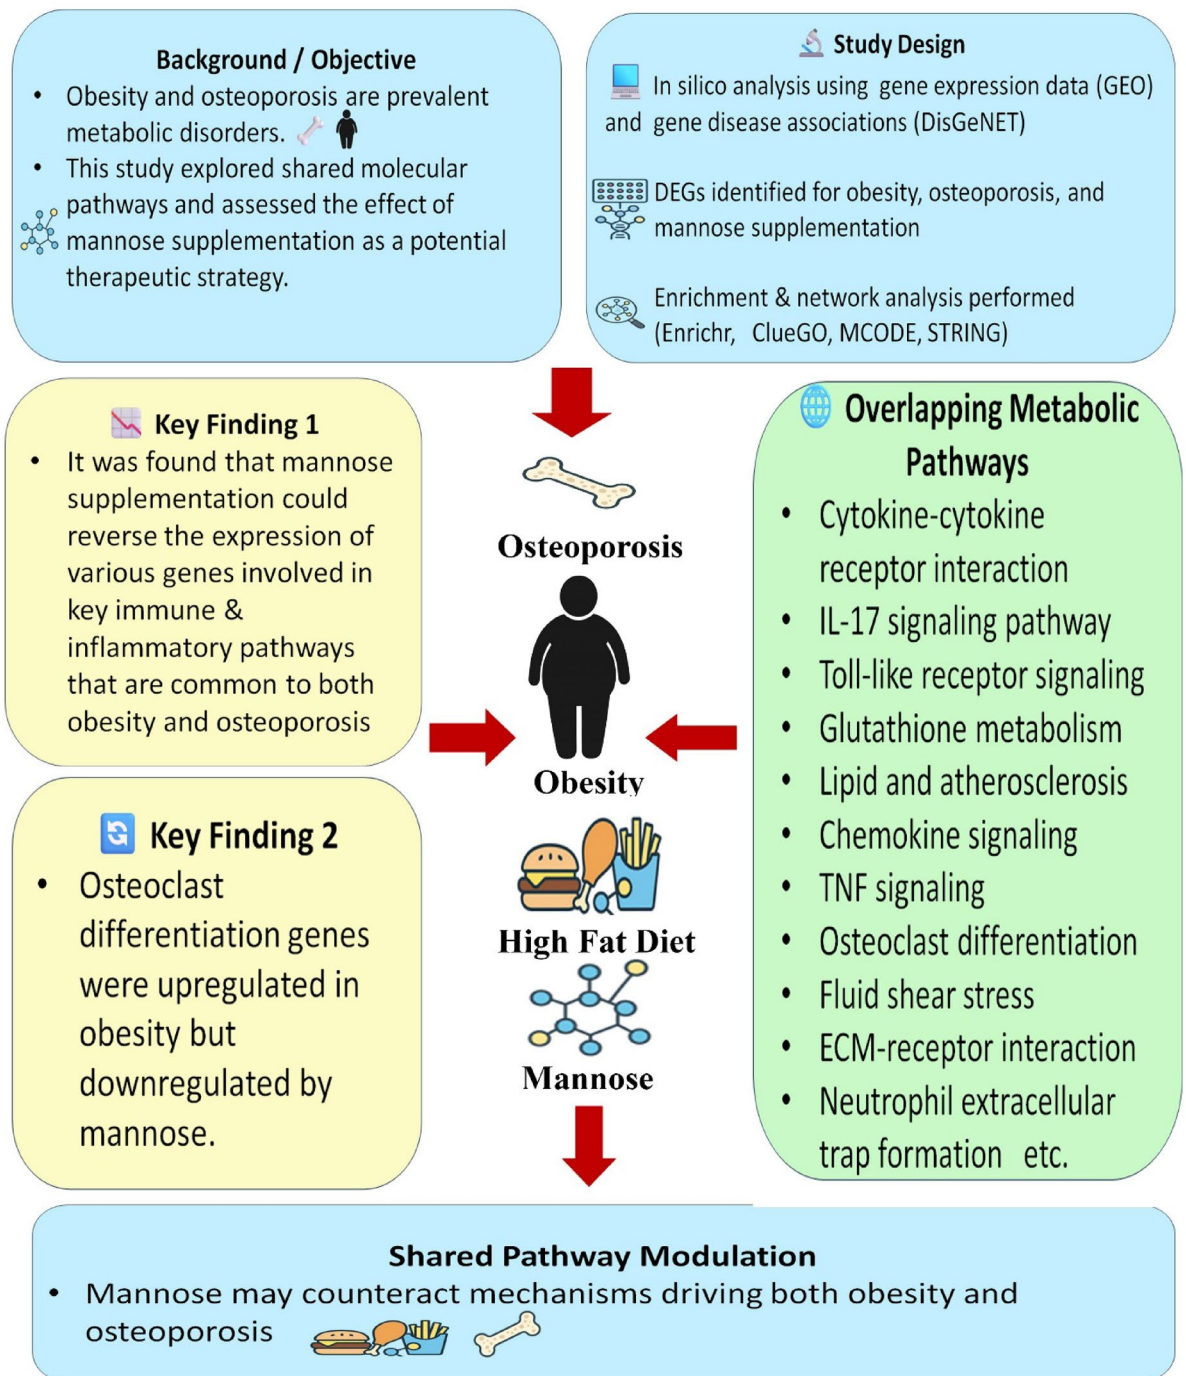 Background / Objective
• Obesity and osteoporosis are prevalent
metabolic disorders.
• This study explored shared molecular
pathways and assessed the effect of
mannose supplementation as a potential
therapeutic strategy.
Study Design
In silico analysis using gene expression data (GEO)
and gene disease associations (DisGeNET)
DEGs identified for obesity, osteoporosis, and
mannose supplementation
Enrichment & network analysis performed
(Enrichr, ClueGO, MCODE, STRING)
Key Finding 1
• It was found that mannose
supplementation could
reverse the expression of
various genes involved in
key immune &
inflammatory pathways
that are common to both
obesity and osteoporosis
Key Finding 2
• Osteoclast
differentiation genes
were upregulated in
obesity but
downregulated by
mannose.
Osteoporosis
Obesity
High Fat Diet
Mannose
Overlapping Metabolic
Pathways
• Cytokine-cytokine
receptor interaction
• IL-17 signaling pathway
• Toll-like receptor signaling
• Glutathione metabolism
• Lipid and atherosclerosis
• Chemokine signaling
• TNF signaling
• Osteoclast differentiation
• Fluid shear stress
• ECM-receptor interaction
• Neutrophil extracellular
trap formation etc.
Shared Pathway Modulation
• Mannose may counteract mechanisms driving both obesity and
osteoporosis